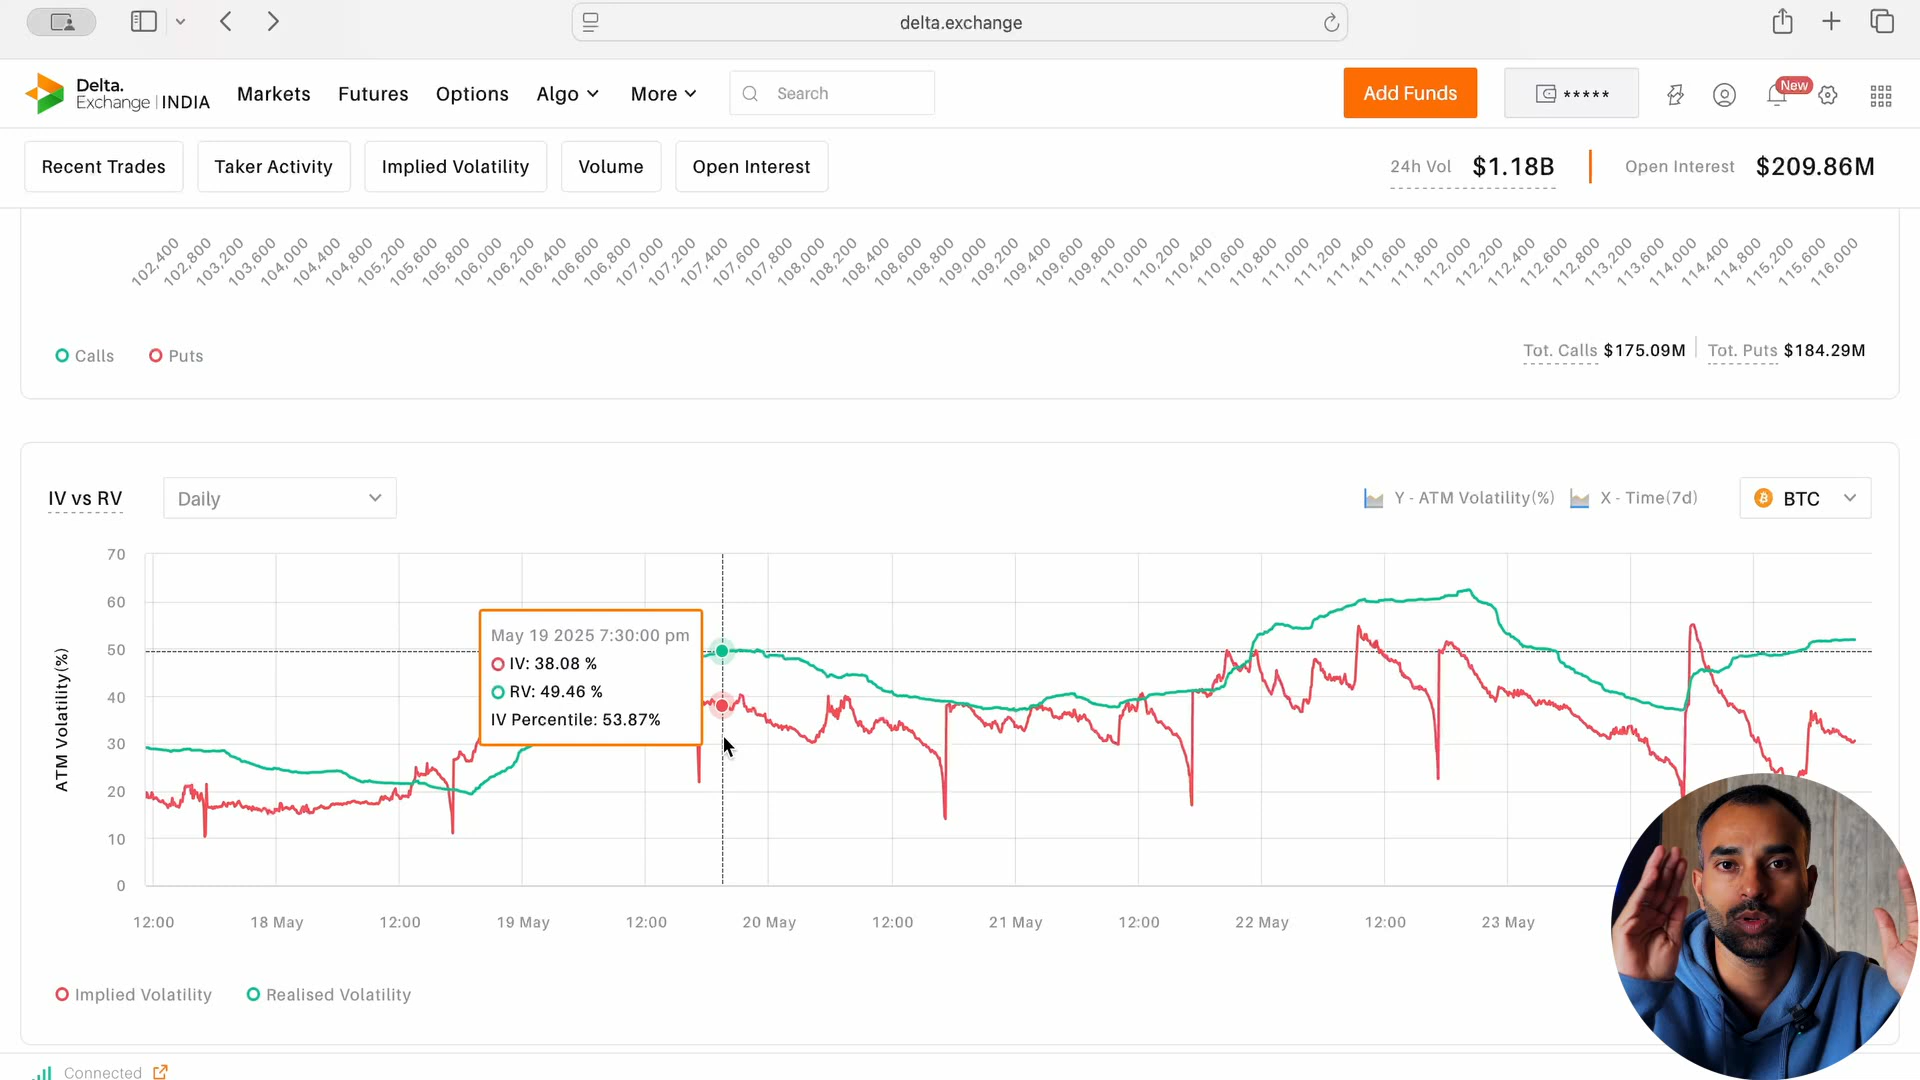 delta.exchange
Delta.
Exchange | INDIA
Markets
Futures
Options
Algo
More
Search
Add Funds
*****
New
Recent Trades
Taker Activity
Implied Volatility
Volume
Open Interest
24h Vol $1.18B
Open Interest $209.86M
102,400 102,800 103,200 103,600 104,000 104,400 104,800 105,200 105,600 105,800 106,000 106,200 106,400 106,600 106,800 107,000 107,200 107,400 107,600 107,800 108,000 108,200 108,400 108,600 108,800 109,000 109,200 109,400 109,600 109,800 110,000 110,200 110,400 110,600 110,800 111,000 111,200 111,400 111,600 111,800 112,000 112,200 112,400 112,600 112,800 113,200 113,600 114,000 114,400 114,800 115,200 115,600 116,000
Calls
Puts
Tot. Calls $175.09M
Tot. Puts $184.29M
IV vs RV
Daily
Y - ATM Volatility(%)
X - Time(7d)
BTC
70
60
50
40
30
20
10
0
ATM Volatility(%)
May 19 2025 7:30:00 pm
IV: 38.08 %
RV: 49.46 %
IV Percentile: 53.87%
12:00 18 May 12:00 19 May 12:00 20 May 12:00 21 May 12:00 22 May 12:00 23 May
Implied Volatility
Realised Volatility
Connected